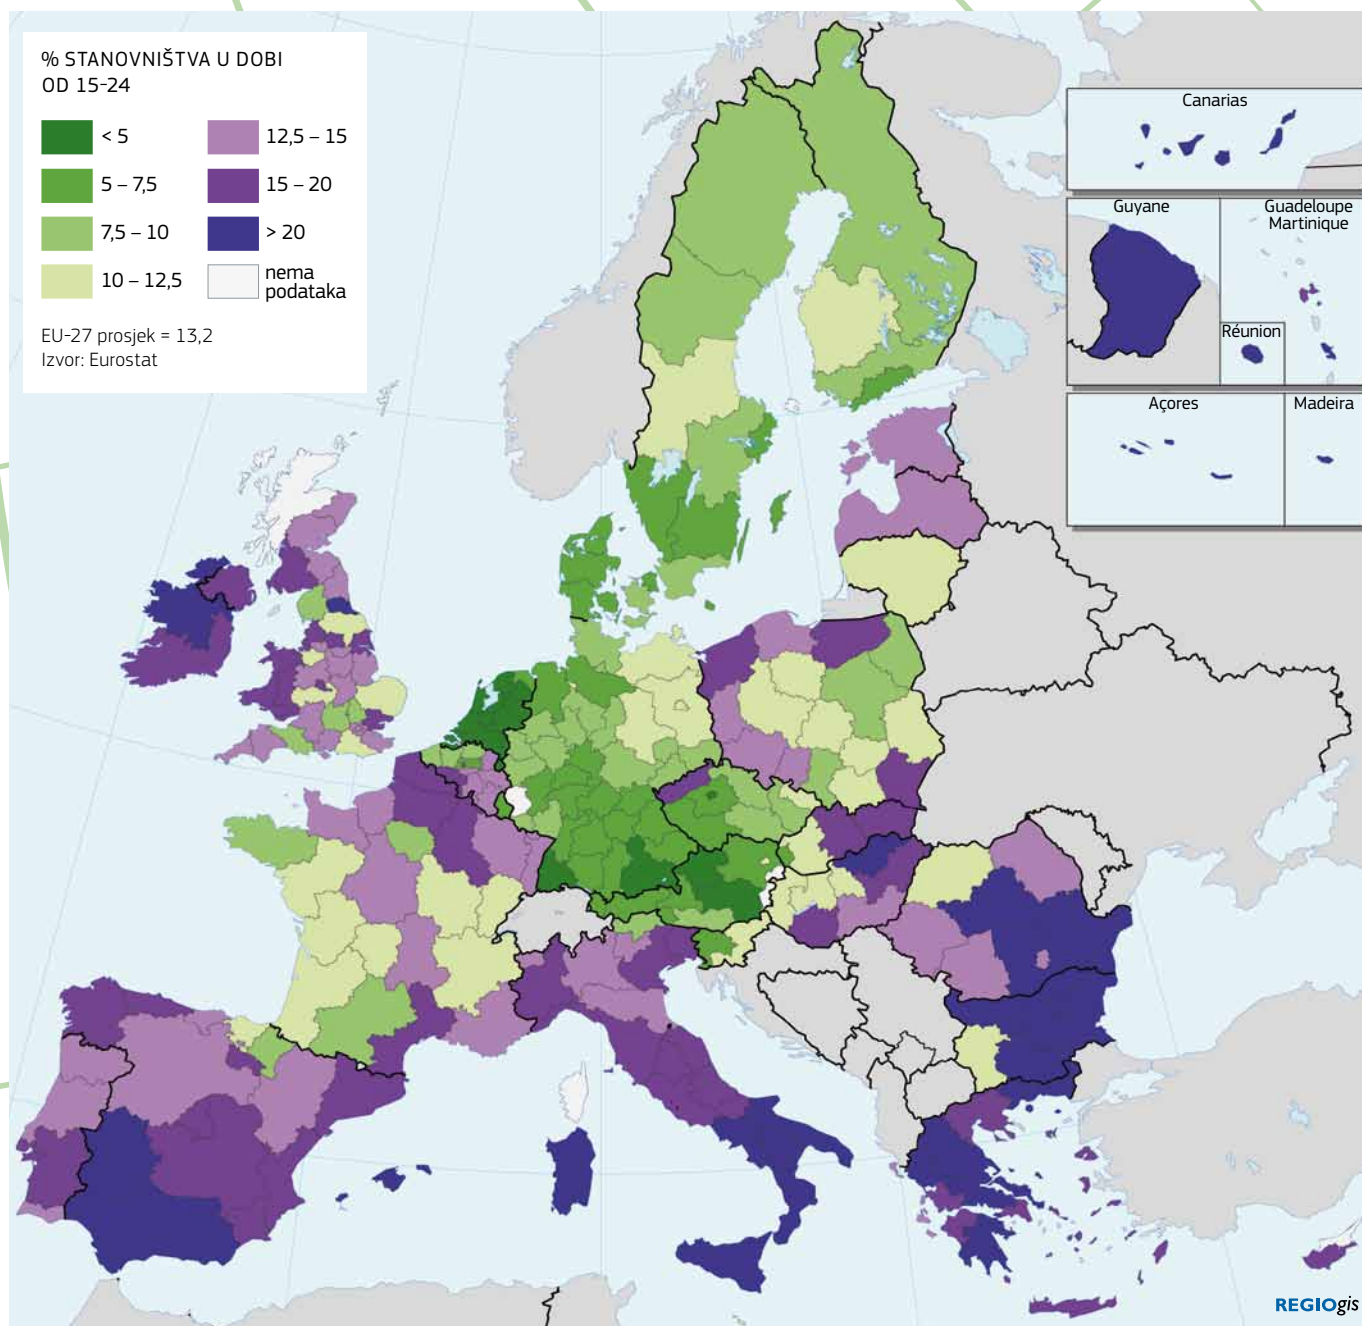 % STANOVNIŠTVA U DOBI
OD 15-24
< 5
5 – 7,5
7,5 – 10
10 – 12,5
12,5 – 15
15 – 20
> 20
nema
podataka
EU-27 prosjek = 13,2
Izvor: Eurostat
Canarias
Guyane
Guadeloupe
Martinique
Réunion
Açores
Madeira
REGIOgis